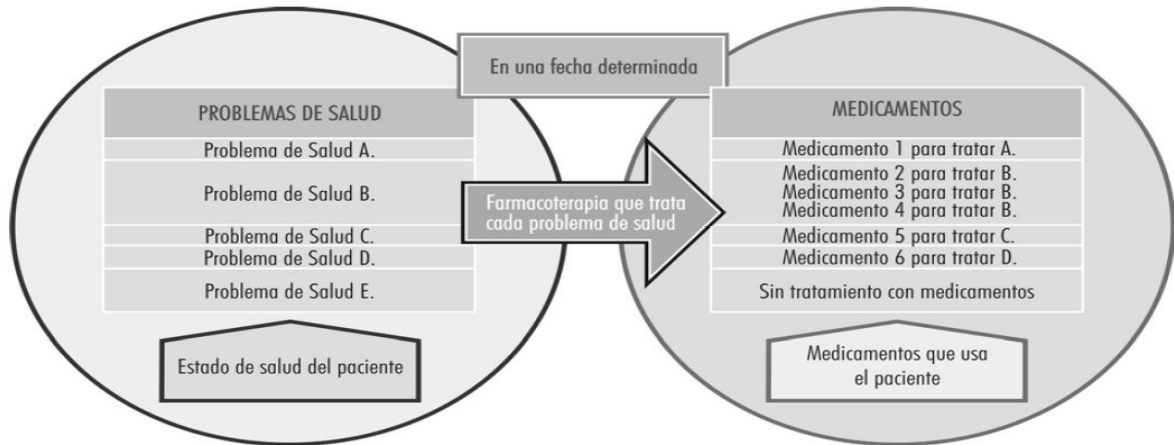 En una fecha determinada
PROBLEMAS DE SALUD
Problema de Salud A.
Problema de Salud B.
Problema de Salud C.
Problema de Salud D.
Problema de Salud E.
Estado de salud del paciente
Farmacoterapia que trata
cada problema de salud
MEDICAMENTOS
Medicamento 1 para tratar A.
Medicamento 2 para tratar B.
Medicamento 3 para tratar B.
Medicamento 4 para tratar B.
Medicamento 5 para tratar C.
Medicamento 6 para tratar D.
Sin tratamiento con medicamentos
Medicamentos que usa
el paciente